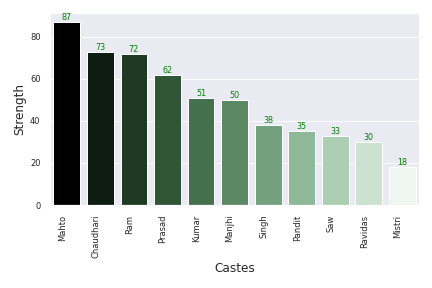 87
73
72
62
51
50
38
35
33
30
18
80
60
40
20
0
Strength
Mahto
Chaudhari
Ram
Prasad
Kumar
Manjhi
Singh
Pandit
Saw
Ravidas
Mistri
Castes